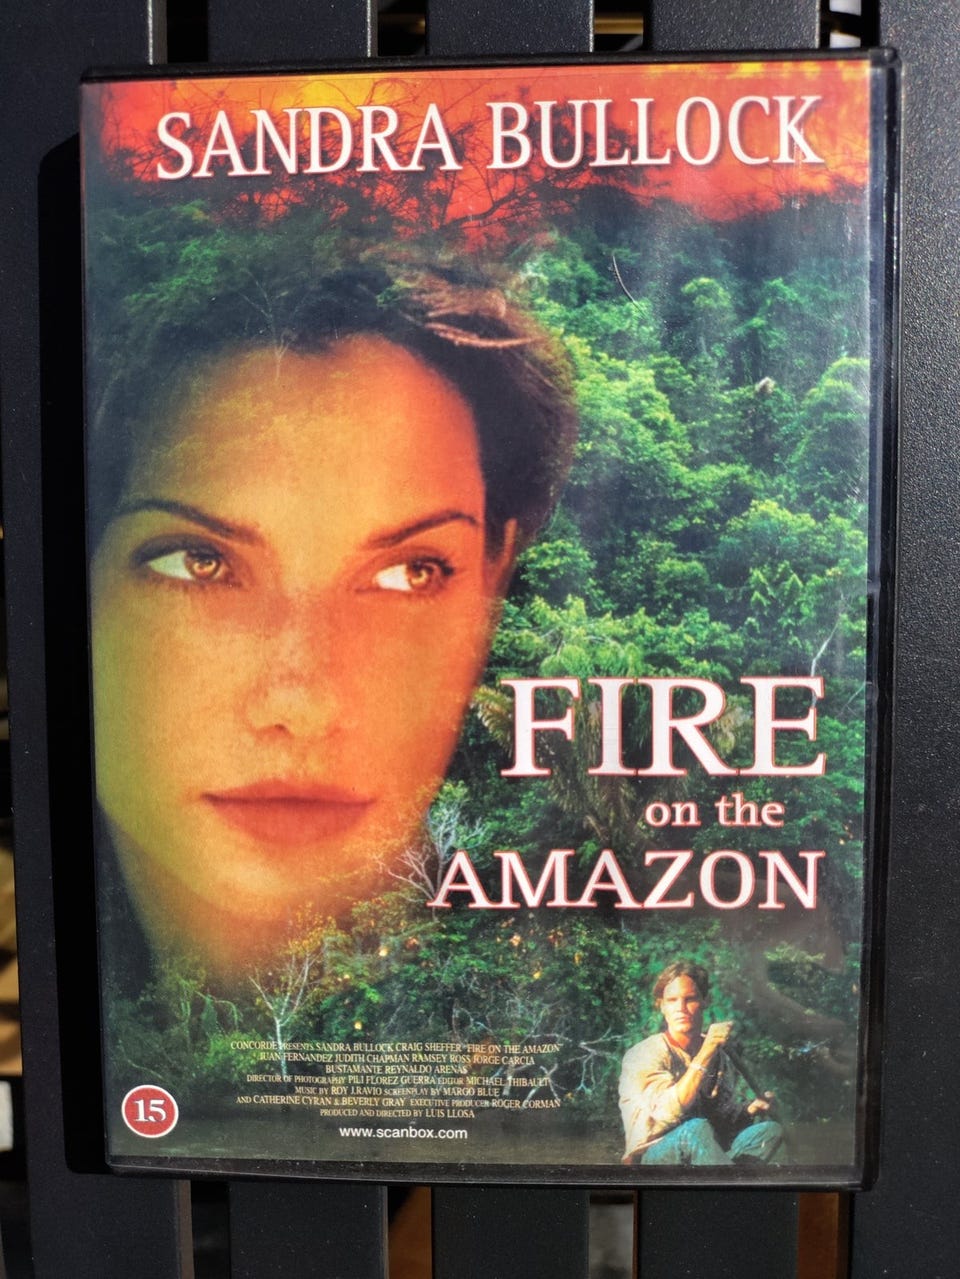 SANDRA BULLOCK
FIRE
on the
AMAZON
CONCORDE PRESENTS SANDRA BULLOCK CRAIG SHEFFER "FIRE ON THE AMAZON"
JUAN FERNANDEZ JUDITH CHAPMAN RAMSEY ROSS JORGE GARCIA
BUSTAMANTE REYNALDO ARENAS
DIRECTOR OF PHOTOGRAPHY PILI FLOREZ GUERRA EDITOR MICHAEL THIBAULT
MUSIC BY ROY J.RAVIO SCREENPLAY BY MARGO BLUE
AND CATHERINE CYRAN & BEVERLY GRAY EXECUTIVE PRODUCER ROGER CORMAN
PRODUCED AND DIRECTED BY LUIS LLOSA
15
www.scanbox.com